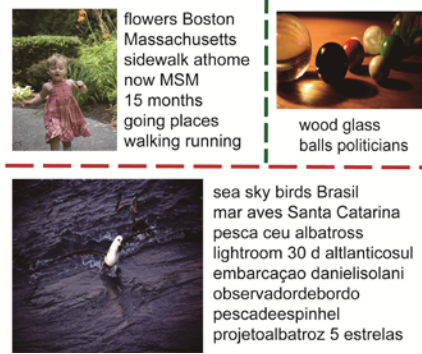 flowers Boston
Massachusetts
sidewalk athome
now MSM
15 months
going places
walking running
wood glass
balls politicians
sea sky birds Brasil
mar aves Santa Catarina
pesca ceu albatross
lightroom 30 d altlanticosul
embarcaçao danielisolani
observadordebordo
pescadeespinhel
projetoalbatroz 5 estrelas